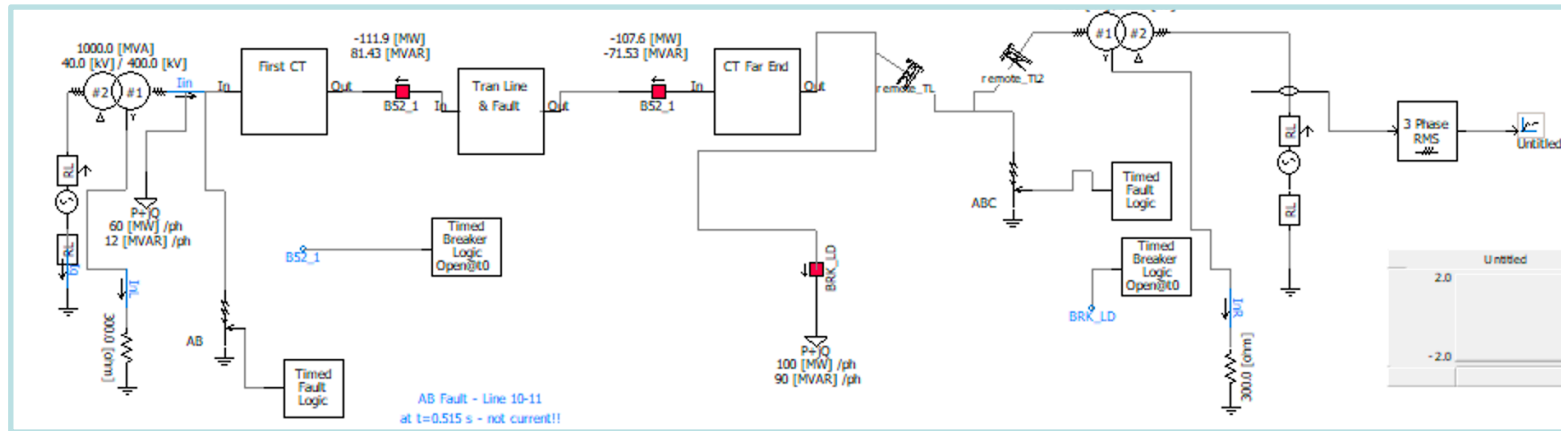 1000.0 [MVA]
40.0 [kV] / 400.0 [kV]
#2
#1
Δ
Y
Iin
In
First CT
Out
-111.9 [MW]
81.43 [MVAR]
B52_1
In
Tran Line
& Fault
Out
-107.6 [MW]
-71.53 [MVAR]
B52_1
In
CT Far End
Out
remote_TL
remote_TL2
#1
#2
Y
Δ
RL
RL
P+jQ
60 [MW] /ph
12 [MVAR] /ph
InL
300.0 [ohm]
AB
Timed
Fault
Logic
B52_1
Timed
Breaker
Logic
Open@t0
AB Fault - Line 10-11
at t=0.515 s - not current!!
BRK_LD
P+jQ
100 [MW] /ph
90 [MVAR] /ph
ABC
Timed
Fault
Logic
Timed
Breaker
Logic
Open@t0
BRK_LD
InR
300.0 [ohm]
RL
RL
3 Phase
RMS
Untitled
Untitled
2.0
-2.0